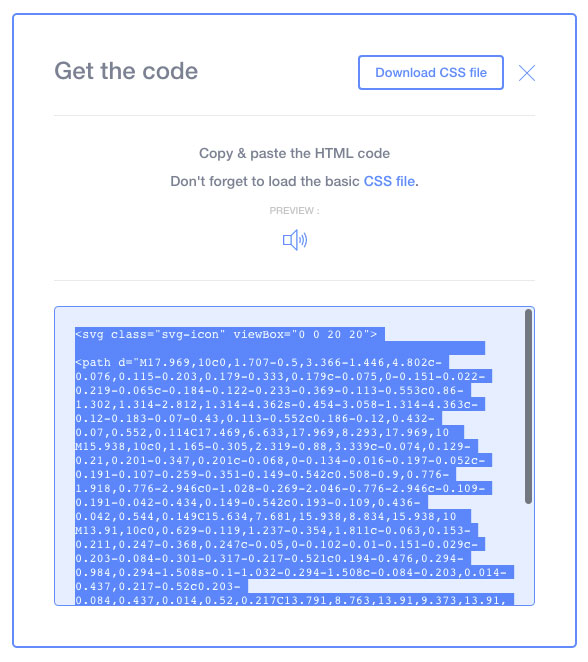 Get the code
Download CSS file
Copy & paste the HTML code
Don't forget to load the basic CSS file.
PREVIEW :
<svg class="svg-icon" viewBox="0 0 20 20">
<path d="M17.969,10c0,1.707-0.5,3.366-1.446,4.802c-
0.076,0.115-0.203,0.179-0.333,0.179c-0.075,0-0.151-0.022-
0.219-0.065c-0.184-0.122-0.233-0.369-0.113-0.553c0.86-
1.302,1.314-2.812,1.314-4.362s-0.454-3.058-1.314-4.363c-
0.12-0.183-0.07-0.43,0.113-0.552c0.186-0.12,0.432-
0.07,0.552,0.114C17.469,6.633,17.969,8.293,17.969,10
M15.938,10c0,1.165-0.305,2.319-0.88,3.339c-0.074,0.129-
0.21,0.201-0.347,0.201c-0.068,0-0.134-0.016-0.197-0.052c-
0.191-0.107-0.259-0.351-0.149-0.542c0.508-0.9,0.776-
1.918,0.776-2.946c0-1.028-0.269-2.046-0.776-2.946c-0.109-
0.191-0.042-0.434,0.149-0.542c0.193-0.109,0.436-
0.042,0.544,0.149C15.634,7.681,15.938,8.834,15.938,10
M13.91,10c0,0.629-0.119,1.237-0.354,1.811c-0.063,0.153-
0.211,0.247-0.368,0.247c-0.05,0-0.102-0.01-0.151-0.029c-
0.203-0.084-0.301-0.317-0.217-0.521c0.194-0.476,0.294-
0.984,0.294-1.508s-0.1-1.032-0.294-1.508c-0.084-0.203,0.014-
0.437,0.217-0.52c0.203-
0.084,0.437,0.014,0.52,0.217C13.791,8.763,13.91,9.373,13.91,